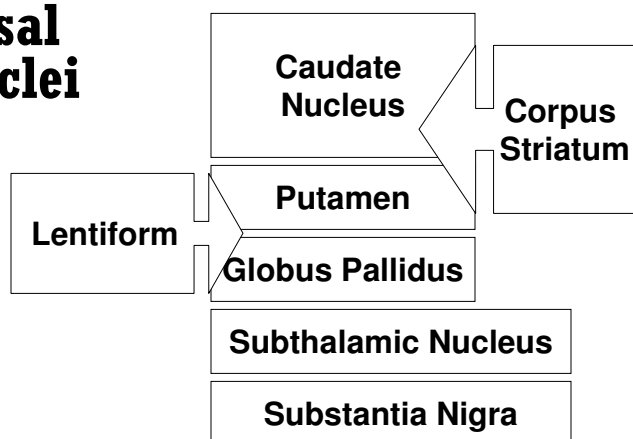 sal
clei
Caudate
Nucleus
Corpus
Striatum
Putamen
Lentiform
Globus Pallidus
Subthalamic Nucleus
Substantia Nigra